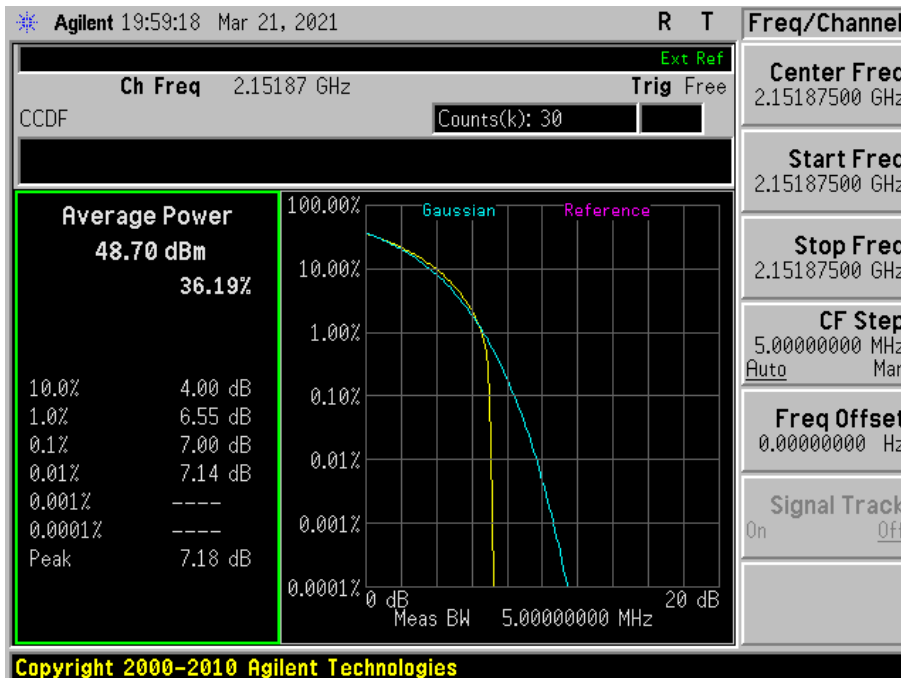 Agilent 19:59:18 Mar 21, 2021 R T
Ext Ref
Ch Freq 2.15187 GHz Trig Free
CCDF Counts(k): 30
Average Power
48.70 dBm
36.19%
10.0% 4.00 dB
1.0% 6.55 dB
0.1% 7.00 dB
0.01% 7.14 dB
0.001% ----
0.0001% ----
Peak 7.18 dB
Gaussian Reference
100.00%
10.00%
1.00%
0.10%
0.01%
0.001%
0.0001%
0 dB 20 dB
Meas BW 5.00000000 MHz
Freq/Channel
Center Freq
2.15187500 GHz
Start Freq
2.15187500 GHz
Stop Freq
2.15187500 GHz
CF Step
5.00000000 MHz
Auto Man
Freq Offset
0.00000000 Hz
Signal Track
On Off
Copyright 2000-2010 Agilent Technologies